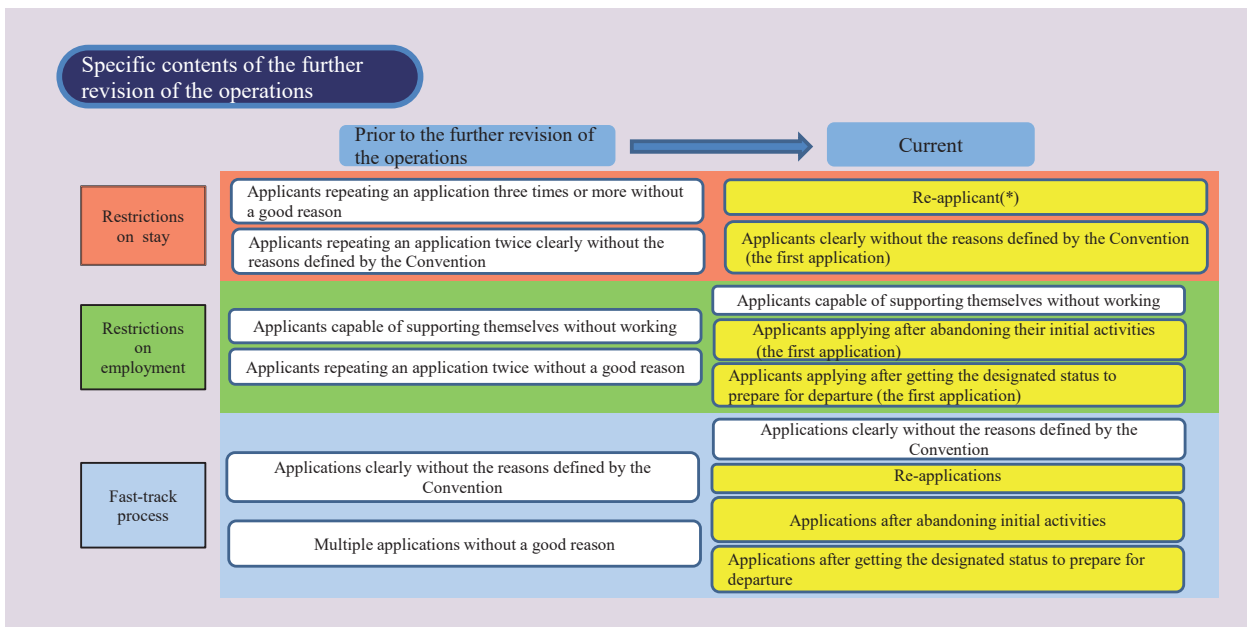 Specific contents of the further
revision of the operations
Prior to the further revision of
the operations
Current
Restrictions
on stay
Applicants repeating an application three times or more without
a good reason
Applicants repeating an application twice clearly without the
reasons defined by the Convention
Re-applicant(*)
Applicants clearly without the reasons defined by the Convention
(the first application)
Restrictions
on
employment
Applicants capable of supporting themselves without working
Applicants repeating an application twice without a good reason
Applicants capable of supporting themselves without working
Applicants applying after abandoning their initial activities
(the first application)
Applicants applying after getting the designated status to
prepare for departure (the first application)
Fast-track
process
Applications clearly without the reasons defined by the
Convention
Multiple applications without a good reason
Applications clearly without the reasons defined by the
Convention
Re-applications
Applications after abandoning initial activities
Applications after getting the designated status to prepare for
departure